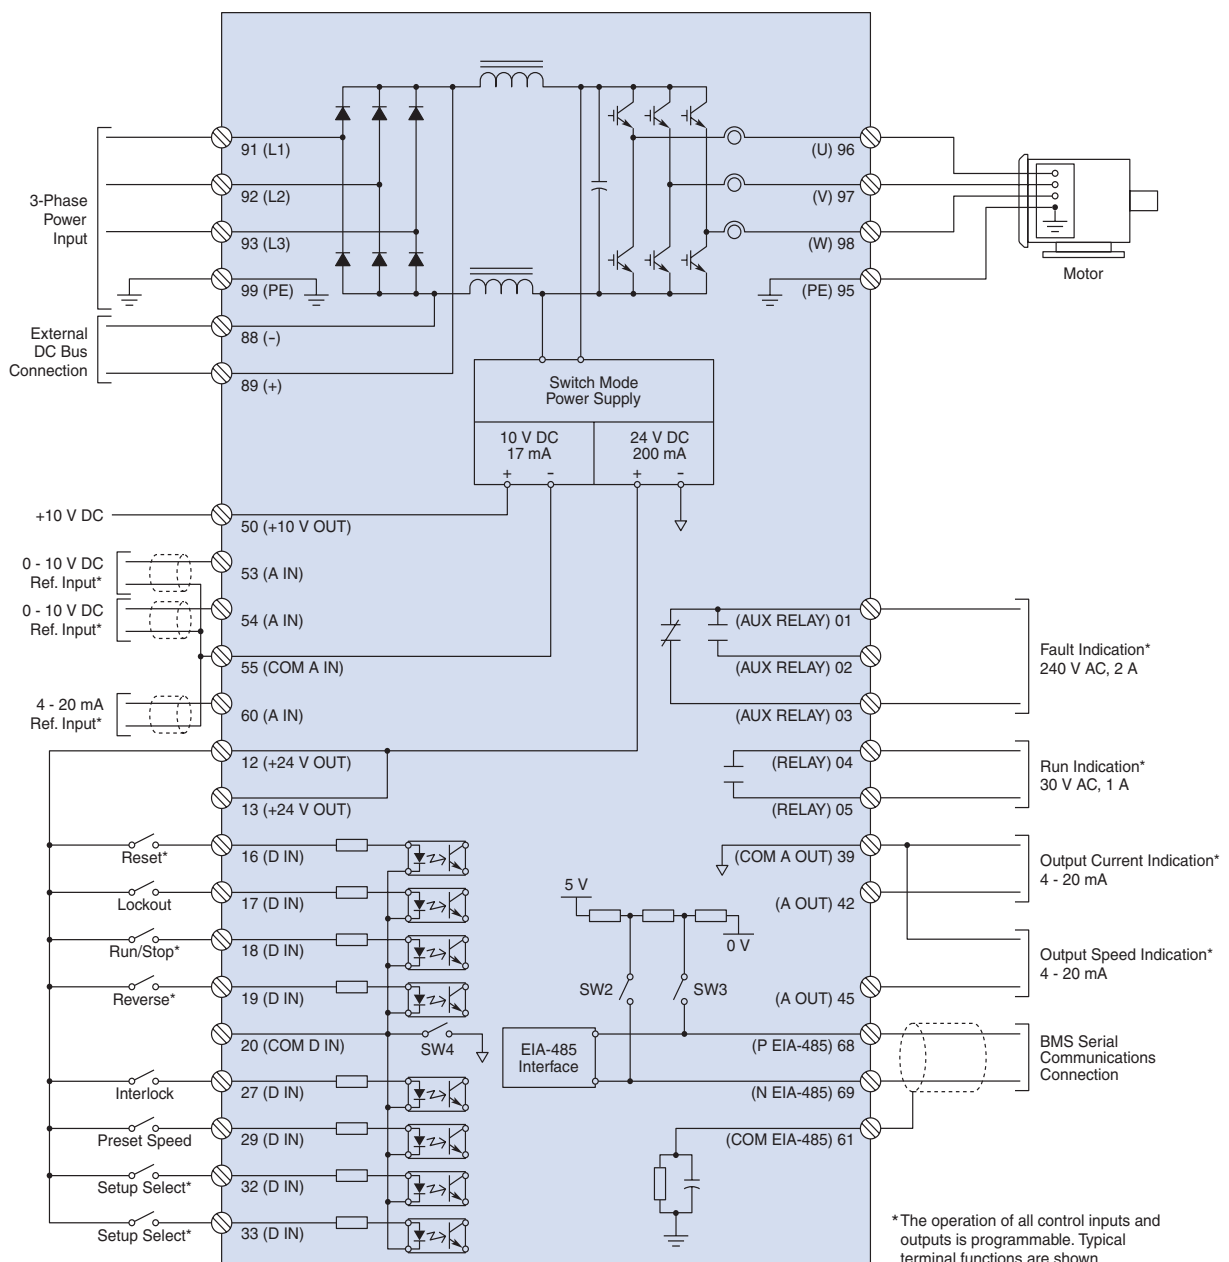 91 (L1)
92 (L2)
93 (L3)
99 (PE)
3-Phase
Power
Input
88 (-)
89 (+)
External
DC Bus
Connection
(U) 96
(V) 97
(W) 98
(PE) 95
Motor
Switch Mode
Power Supply
10 V DC
17 mA
+ -
24 V DC
200 mA
+ -
+10 V DC
50 (+10 V OUT)
0 - 10 V DC
Ref. Input*
53 (A IN)
0 - 10 V DC
Ref. Input*
54 (A IN)
55 (COM A IN)
4 - 20 mA
Ref. Input*
60 (A IN)
12 (+24 V OUT)
13 (+24 V OUT)
Reset*
16 (D IN)
Lockout
17 (D IN)
Run/Stop*
18 (D IN)
Reverse*
19 (D IN)
20 (COM D IN)
SW4
Interlock
27 (D IN)
Preset Speed
29 (D IN)
Setup Select*
32 (D IN)
Setup Select*
33 (D IN)
(AUX RELAY) 01
(AUX RELAY) 02
(AUX RELAY) 03
Fault Indication*
240 V AC, 2 A
(RELAY) 04
(RELAY) 05
Run Indication*
30 V AC, 1 A
(COM A OUT) 39
(A OUT) 42
Output Current Indication*
4 - 20 mA
Output Speed Indication*
4 - 20 mA
(A OUT) 45
5 V
0 V
SW2
SW3
EIA-485
Interface
(P EIA-485) 68
(N EIA-485) 69
(COM EIA-485) 61
BMS Serial
Communications
Connection
*The operation of all control inputs and
outputs is programmable. Typical
terminal functions are shown